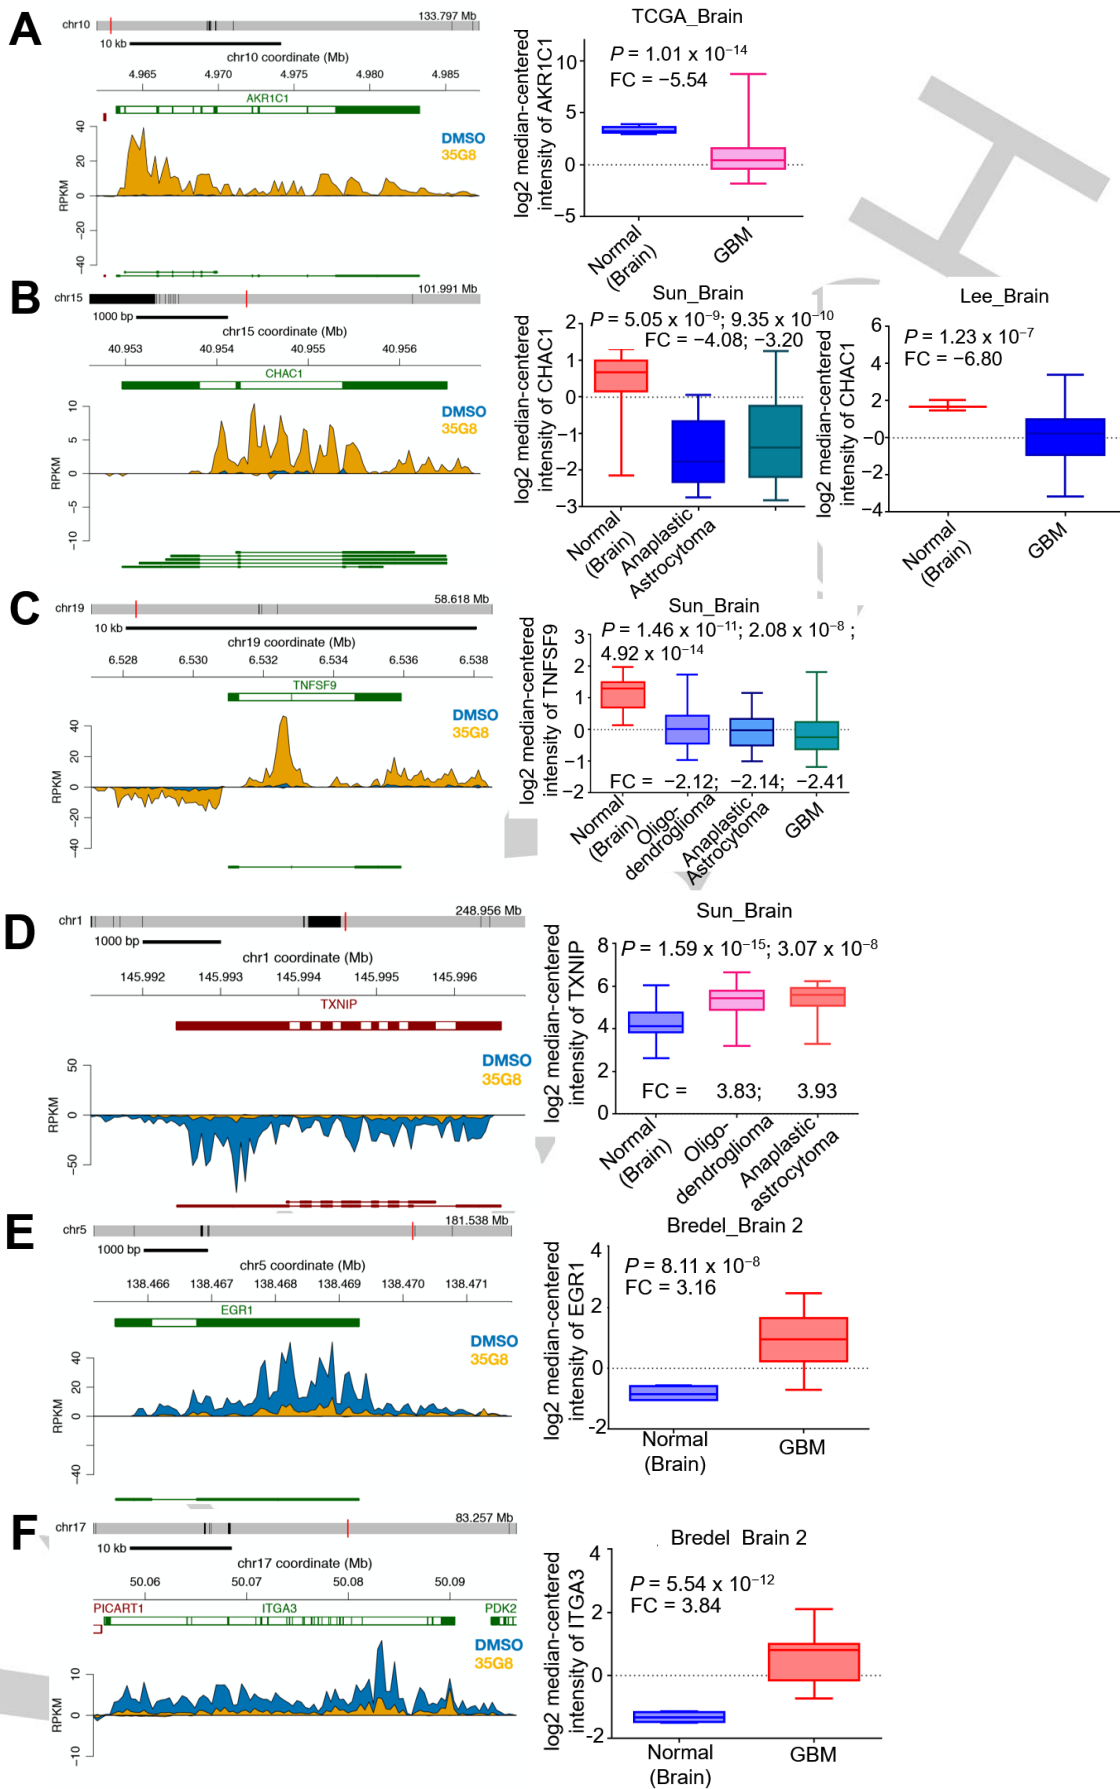 A
chr10
133.797 Mb
10 kb
chr10 coordinate (Mb)
4.965 4.970 4.975 4.980 4.985
AKR1C1
DMSO
35G8
RPKM
40
20
0
−20
−40
TCGA_Brain
P = 1.01 x 10−14
FC = −5.54
log2 median-centered
intensity of AKR1C1
10
5
0
−5
Normal
(Brain)
GBM
B
chr15
101.991 Mb
1000 bp
chr15 coordinate (Mb)
40.953 40.954 40.955 40.956
CHAC1
DMSO
35G8
RPKM
10
5
0
−5
−10
Sun_Brain
P = 5.05 x 10−9; 9.35 x 10−10
FC = −4.08; −3.20
log2 median-centered
intensity of CHAC1
2
1
0
−1
−2
−3
Normal
(Brain)
Anaplastic
Astrocytoma
Lee_Brain
P = 1.23 x 10−7
FC = −6.80
log2 median-centered
intensity of CHAC1
6
4
2
−0
−2
−4
Normal
(Brain)
GBM
C
chr19
58.618 Mb
10 kb
chr19 coordinate (Mb)
6.528 6.530 6.532 6.534 6.536 6.538
TNFSF9
DMSO
35G8
RPKM
40
20
0
−20
−40
Sun_Brain
P = 1.46 x 10−11; 2.08 x 10−8 ;
4.92 x 10−14
log2 median-centered
intensity of TNFSF9
3
2
1
0
−1
−2
FC = −2.12; −2.14; −2.41
Normal
(Brain)
Oligo-
dendroglioma
Anaplastic
Astrocytoma
GBM
D
chr1
248.956 Mb
1000 bp
chr1 coordinate (Mb)
145.992 145.993 145.994 145.995 145.996
TXNIP
DMSO
35G8
RPKM
50
0
−50
Sun_Brain
P = 1.59 x 10−15; 3.07 x 10−8
log2 median-centered
intensity of TXNIP
8
6
4
2
0
FC = 3.83; 3.93
Normal
(Brain)
Oligo-
dendroglioma
Anaplastic
astrocytoma
E
chr5
181.538 Mb
1000 bp
chr5 coordinate (Mb)
138.466 138.467 138.468 138.469 138.470 138.471
EGR1
DMSO
35G8
RPKM
40
20
0
−40
Bredel_Brain 2
P = 8.11 x 10−8
FC = 3.16
log2 median-centered
intensity of EGR1
4
2
0
-2
Normal
(Brain)
GBM
F
chr17
83.257 Mb
10 kb
chr17 coordinate (Mb)
50.06 50.07 50.08 50.09
PICART1 ITGA3 PDK2
DMSO
35G8
RPKM
10
0
−10
Bredel Brain 2
P = 5.54 x 10−12
FC = 3.84
log2 median-centered
intensity of ITGA3
4
2
0
-2
Normal
(Brain)
GBM